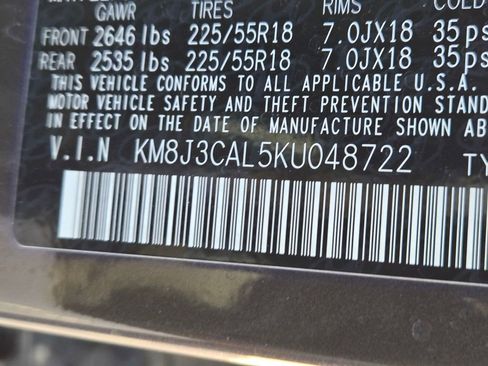 GAWR TIRES RIMS COLD
FRONT 2646 lbs 225/55R18 7.0JX18 35 ps
REAR 2535 lbs 225/55R18 7.0JX18 35 ps
THIS VEHICLE CONFORMS TO ALL APPLICABLE U.S.A.
MOTOR VEHICLE SAFETY AND THEFT PREVENTION STAND
IN EFFECT ON THE DATE OF MANUFACTURE SHOWN AB
V.I.N KM8J3CAL5KU048722 TY